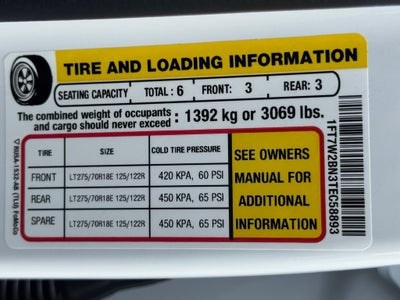 TIRE AND LOADING INFORMATION
SEATING CAPACITY TOTAL : 6 FRONT: 3 REAR: 3
The combined weight of occupants
and cargo should never exceed : 1392 kg or 3069 lbs.
TIRE SIZE COLD TIRE PRESSURE
FRONT LT275/70R18E 125/122R 420 KPA, 60 PSI
REAR LT275/70R18E 125/122R 450 KPA, 65 PSI
SPARE LT275/70R18E 125/122R 450 KPA, 65 PSI
SEE OWNERS
MANUAL FOR
ADDITIONAL
INFORMATION
1FT7W2BN3TEC58893